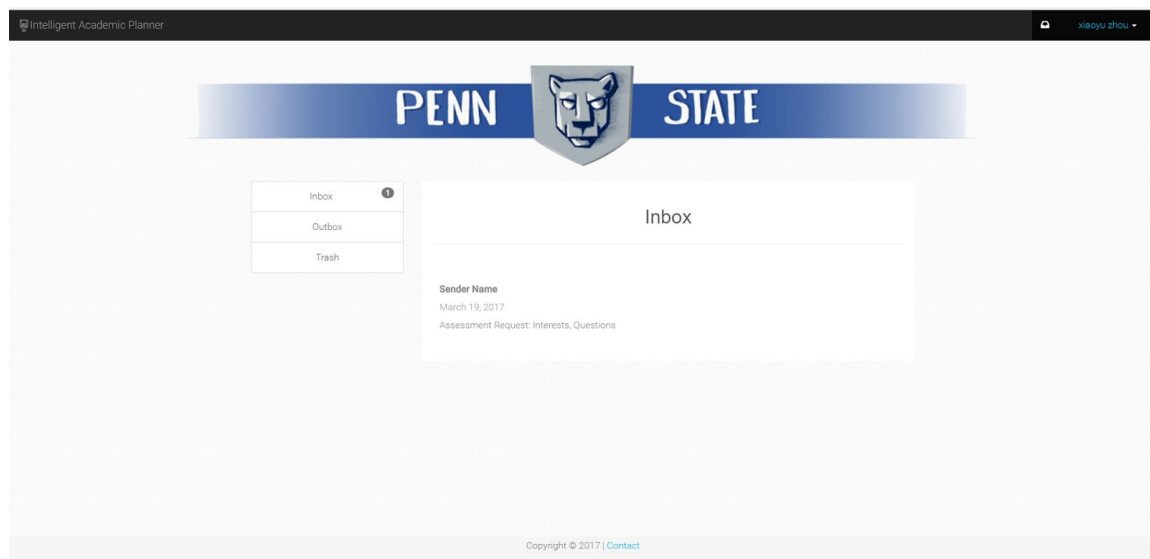 Intelligent Academic Planner
xiaoyu zhou
PENN STATE
Inbox 1
Outbox
Trash
Inbox
Sender Name
March 19, 2017
Assessment Request: Interests, Questions
Copyright © 2017 | Contact